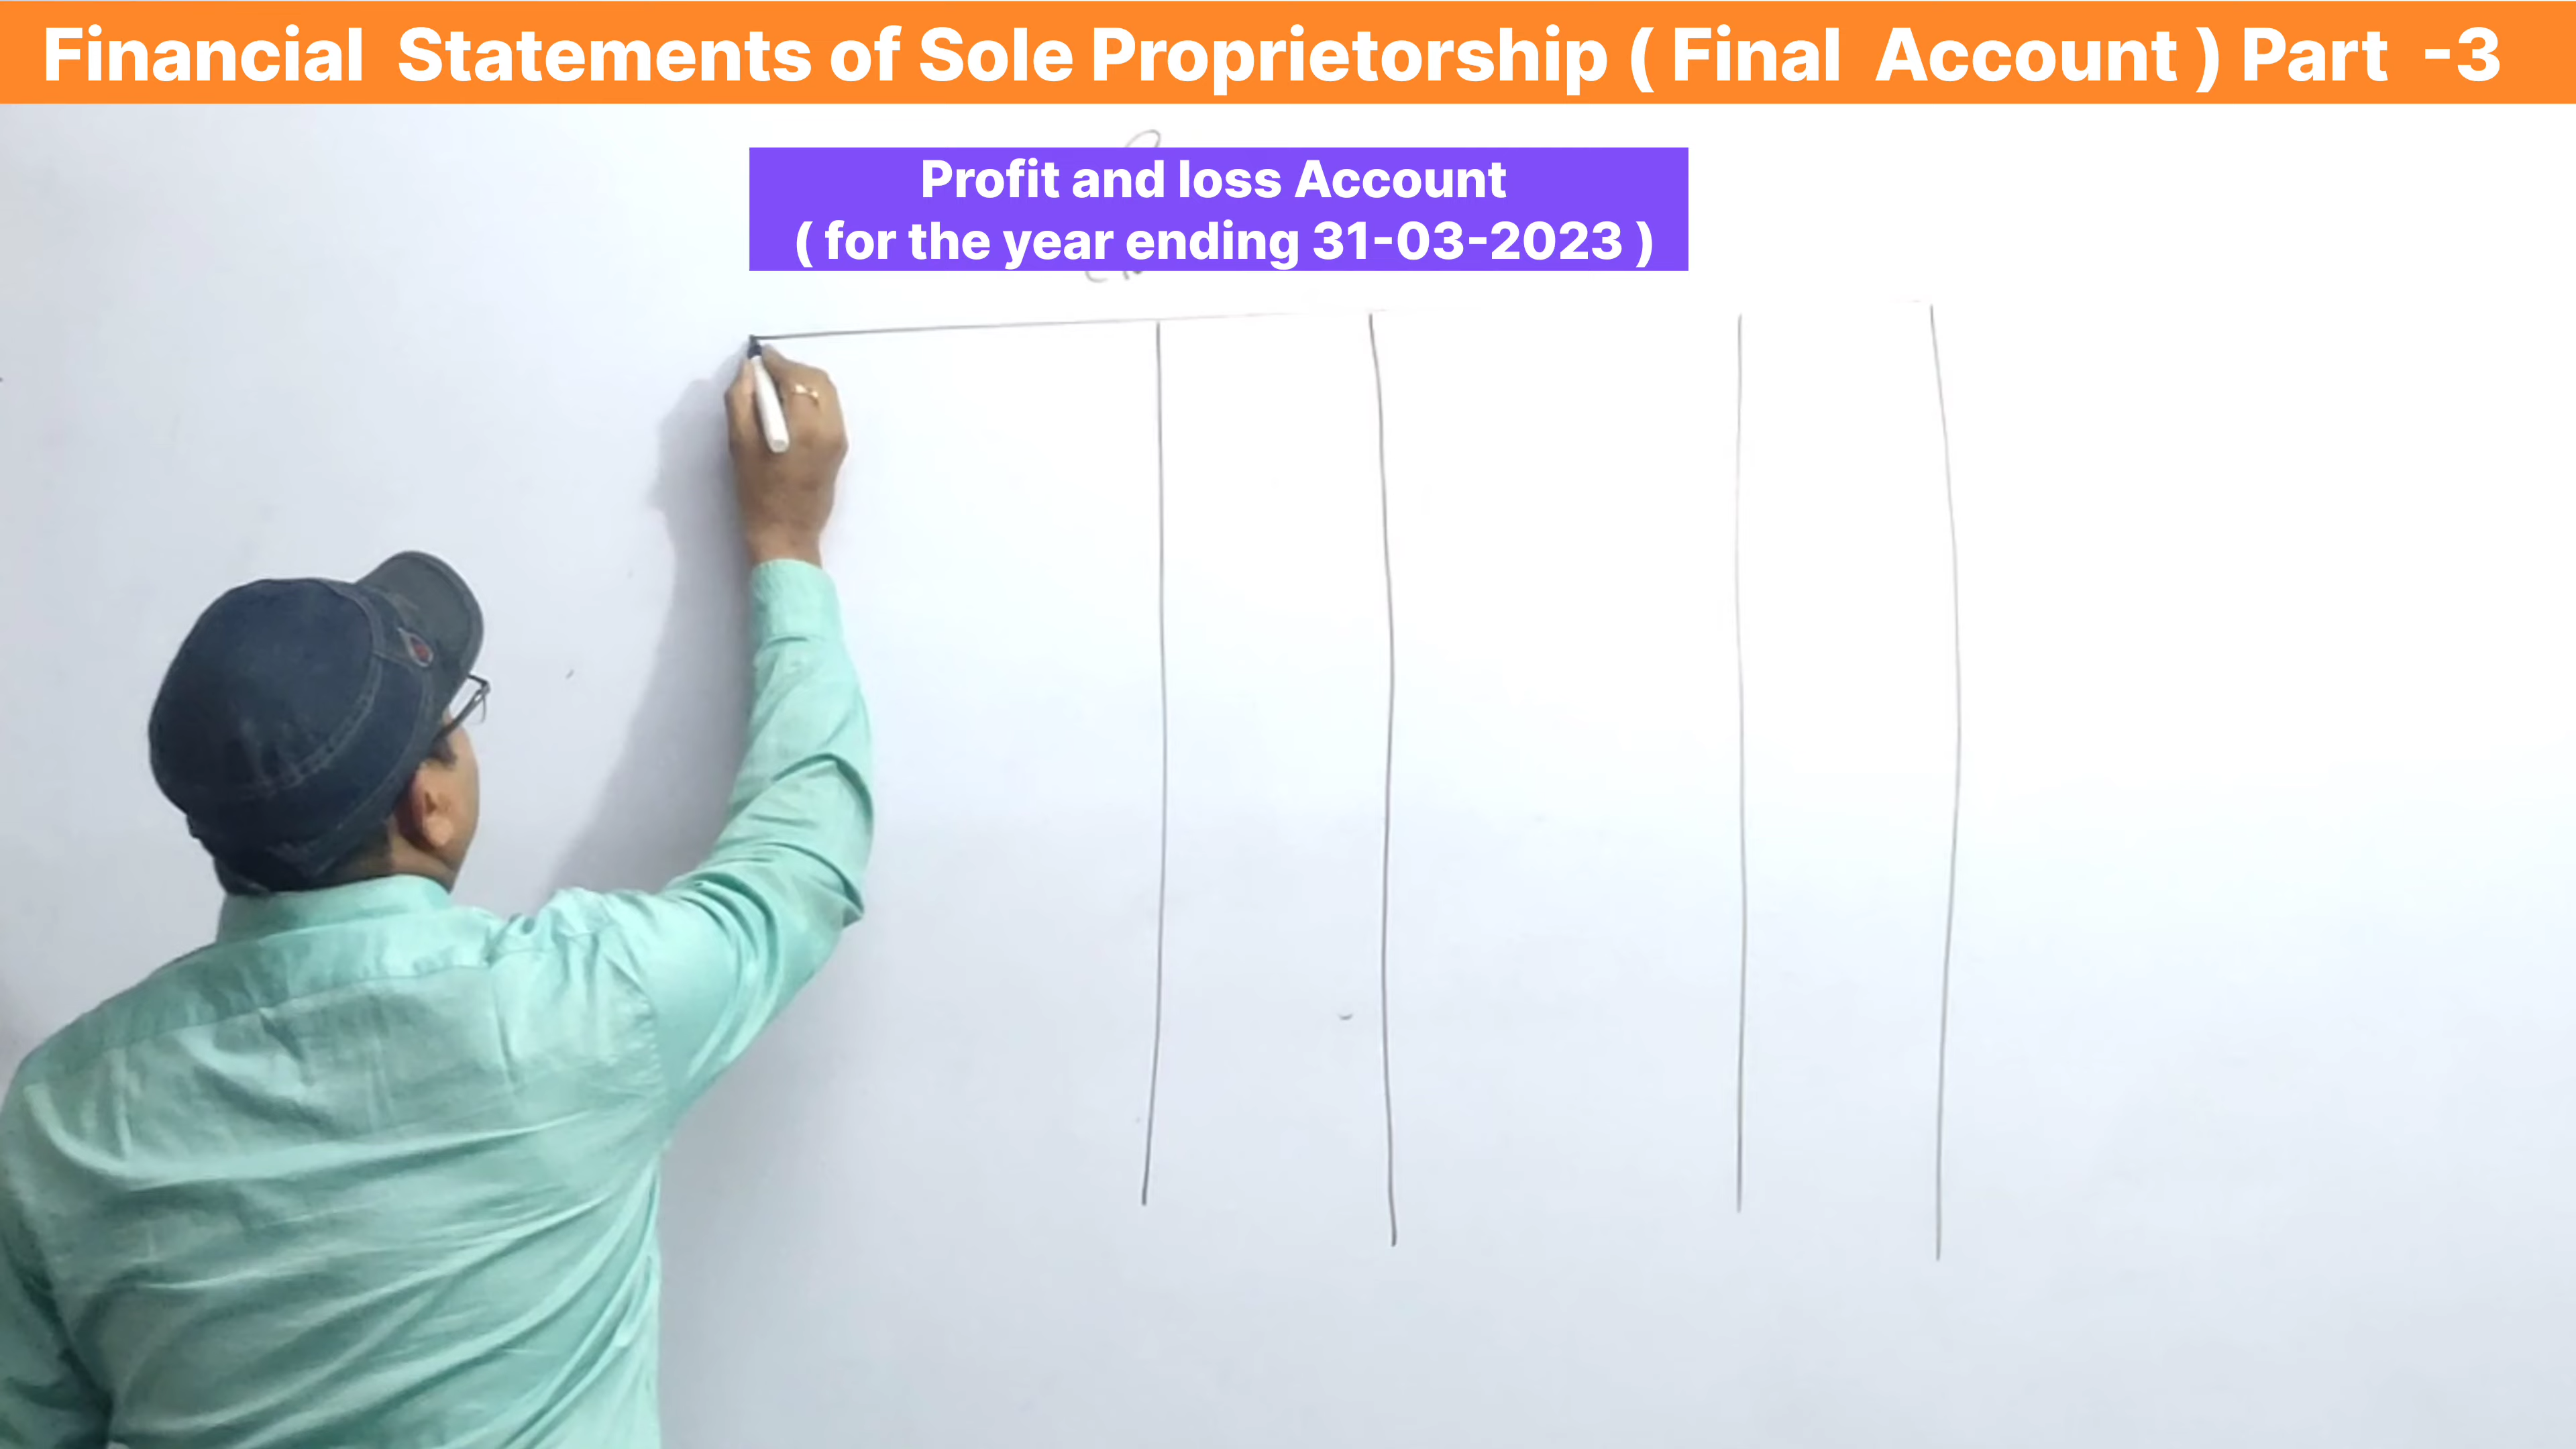 Financial Statements of Sole Proprietorship ( Final Account ) Part -3
Profit and loss Account
( for the year ending 31-03-2023 )